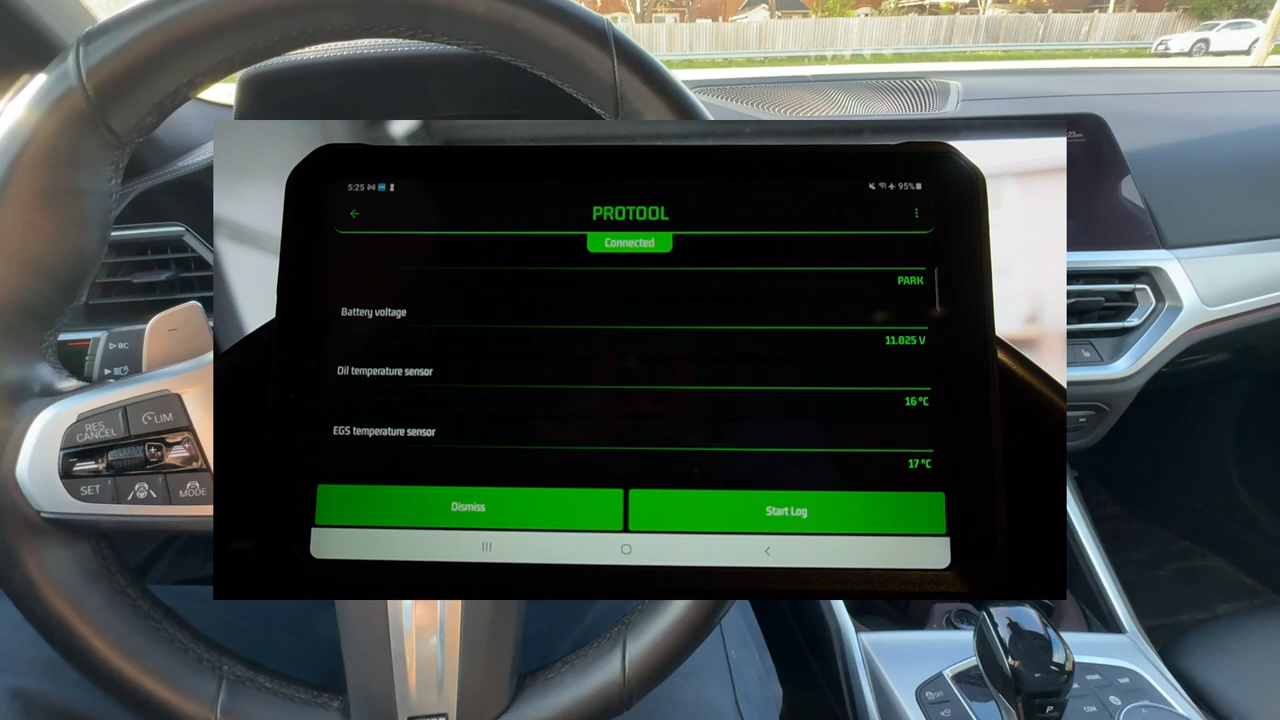 5:25
95%
PROTOOL
Connected
PARK
Battery voltage
11.825 V
Oil temperature sensor
16 °C
EGS temperature sensor
17 °C
Dismiss
Start Log
BC
RES
CANCEL
LIM
SET
MODE
P